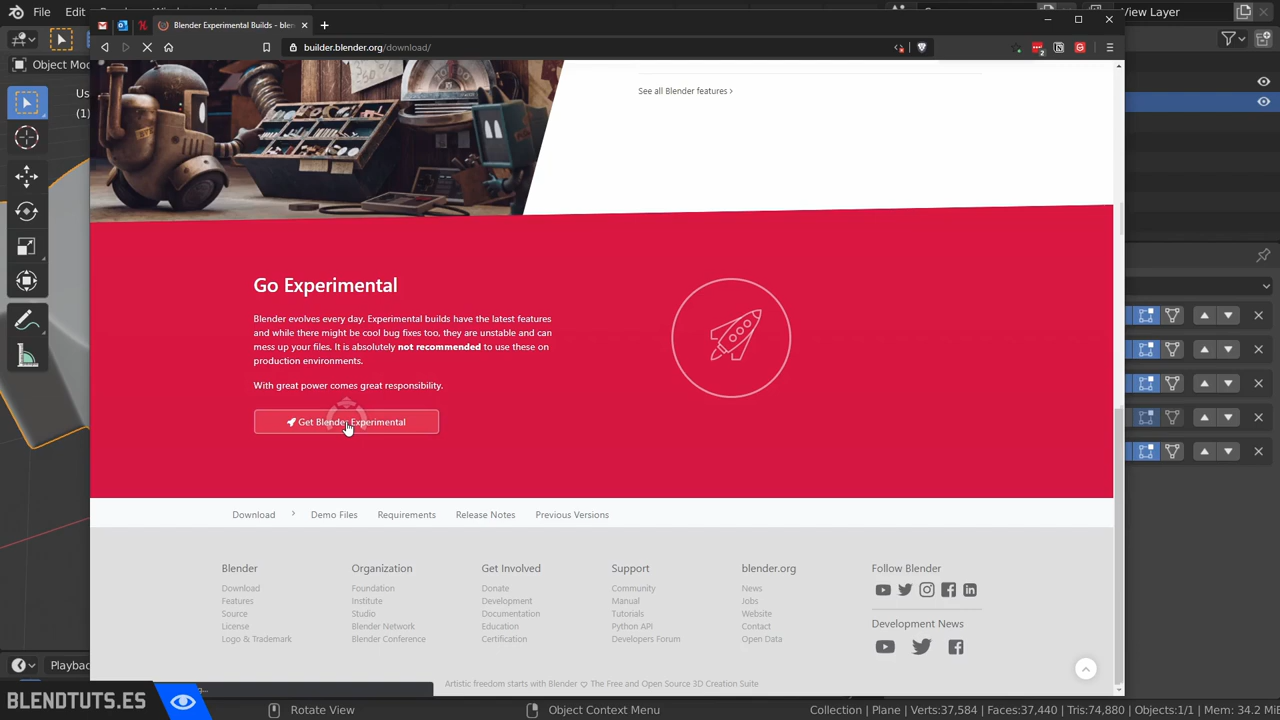 Blender Experimental Builds - blen
View Layer
builder.blender.org/download/
2
Object Mo
Us
(1)
See all Blender features ›
Go Experimental
Blender evolves every day. Experimental builds have the latest features
and while there might be cool bug fixes too, they are unstable and can
mess up your files. It is absolutely not recommended to use these on
production environments.
With great power comes great responsibility.
Get Blender Experimental
Download › Demo Files Requirements Release Notes Previous Versions
Blender Organization Get Involved Support blender.org Follow Blender
Download Foundation Donate Community News
Features Institute Development Manual Jobs
Source Studio Documentation Tutorials Website
License Blender Network Education Python API Contact Development News
Logo & Trademark Blender Conference Certification Developers Forum Open Data
Playba
Artistic freedom starts with Blender The Free and Open Source 3D Creation Suite
BLENDTUTS.ES
Rotate View Object Context Menu Collection | Plane | Verts:37,584 | Faces:37,440 | Tris:74,880 | Objects:1/1 | Mem: 34.2 Mi